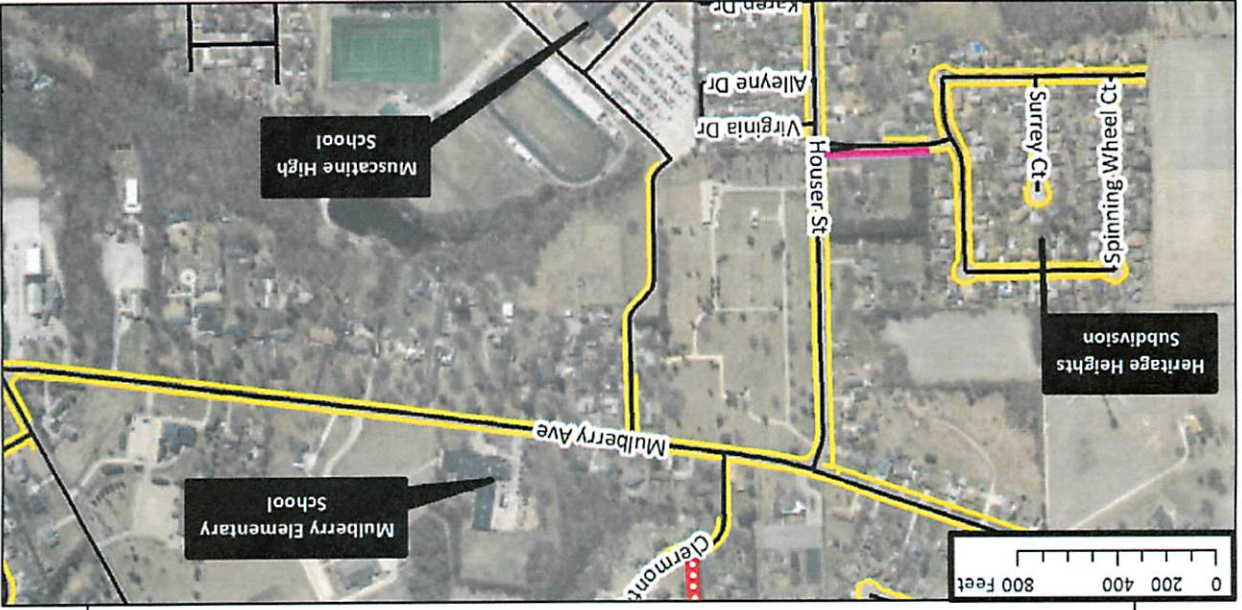 0 200 400 800 Feet
Clermont
Mulberry Elementary
School
Mulberry Ave
Heritage Heights
Subdivision
Spinning Wheel Ct
Surrey Ct
Houser St
Muscatine High
School
Virginia Dr
Alleyne Dr
Karen Dr